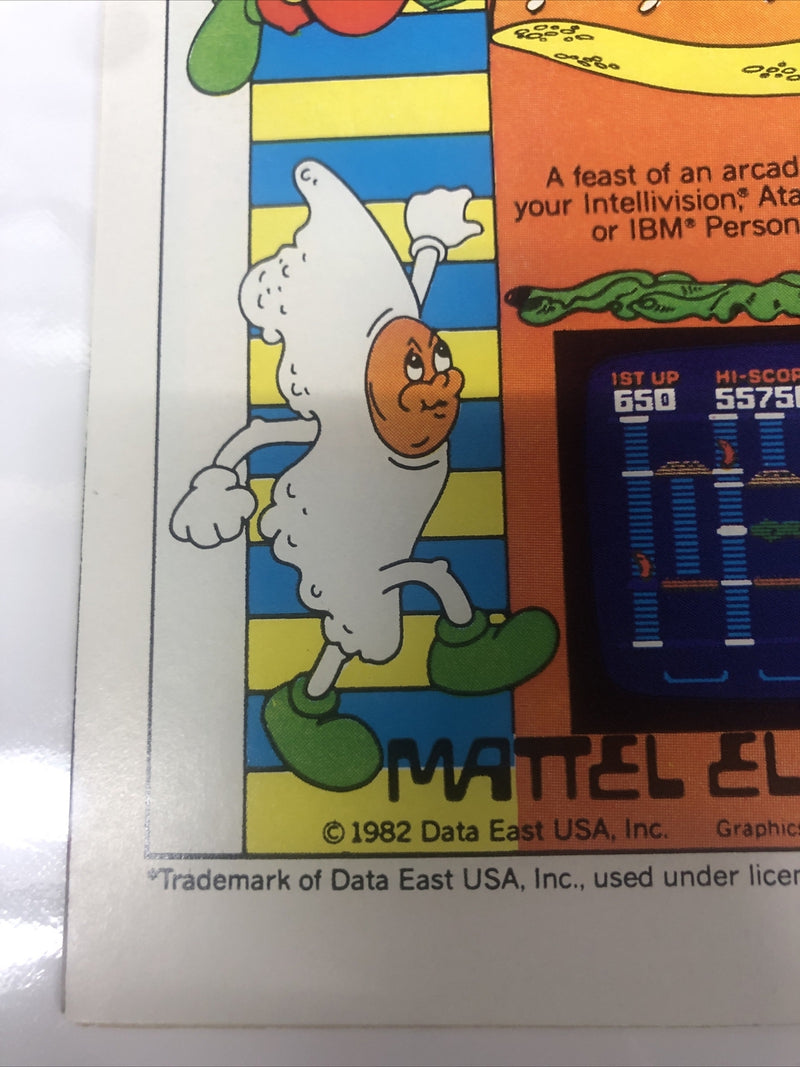 A feast of an arcad
your Intellivision,® Ata
or IBM® Person
1ST UP HI-SCOR
650 5575
MATTEL EL
© 1982 Data East USA, Inc. Graphics
*Trademark of Data East USA, Inc., used under licen